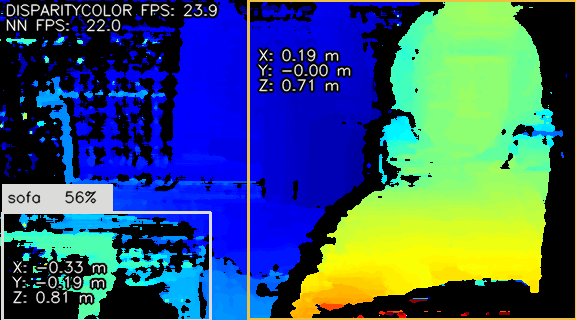 DISPARITYCOLOR FPS: 23.9
NN FPS: 22.0
X: 0.19 m
Y: -0.00 m
Z: 0.71 m
sofa 56%
X: -0.33 m
Y: -0.19 m
Z: 0.81 m